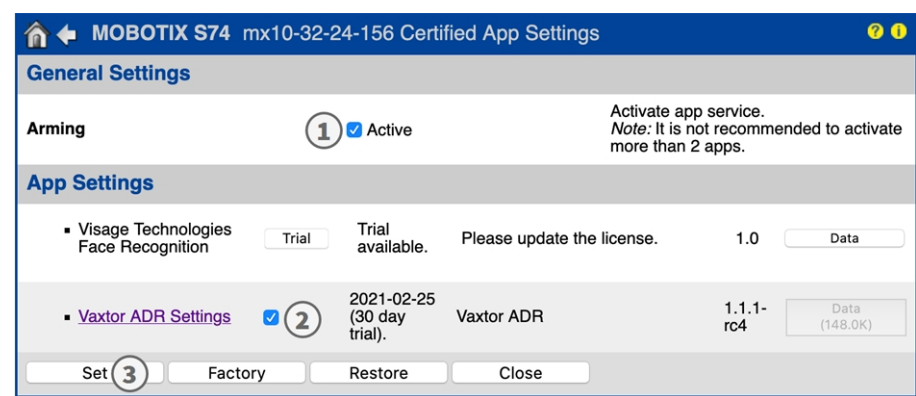 MOBOTIX S74 mx10-32-24-156 Certified App Settings ? i
General Settings
Arming
1
Active
Activate app service.
Note: It is not recommended to activate
more than 2 apps.
App Settings
▪ Visage Technologies
Face Recognition
Trial
Trial
available.
Please update the license.
1.0
Data
▪ Vaxtor ADR Settings
2
2021-02-25
(30 day
trial).
Vaxtor ADR
1.1.1-
rc4
Data
(148.0K)
Set 3 Factory Restore Close